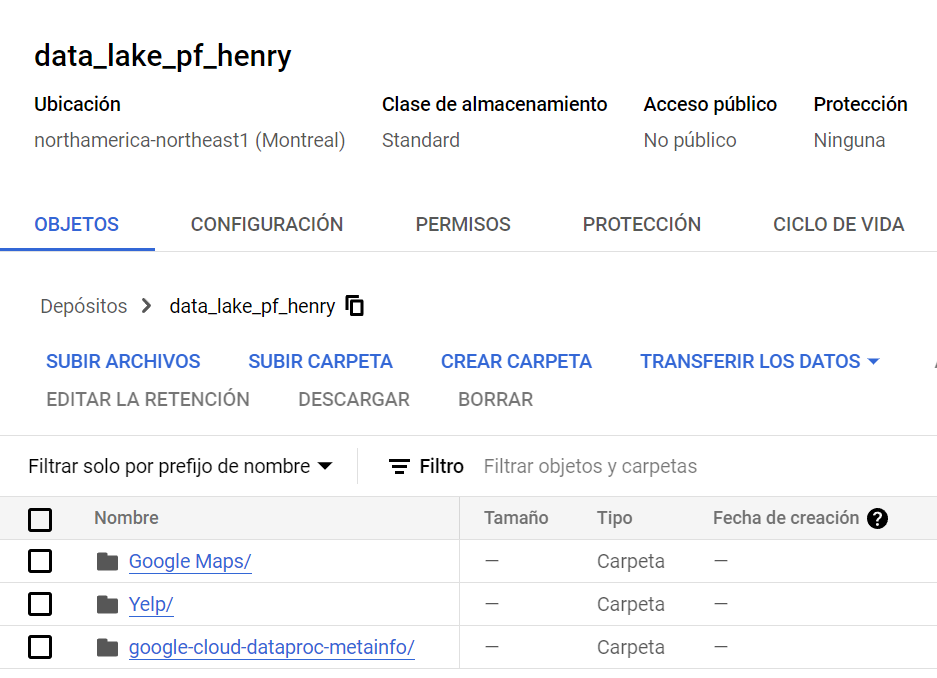 data_lake_pf_henry
Ubicación Clase de almacenamiento Acceso público Protección
northamerica-northeast1 (Montreal) Standard No público Ninguna
OBJETOS CONFIGURACIÓN PERMISOS PROTECCIÓN CICLO DE VIDA
Depósitos data_lake_pf_henry
SUBIR ARCHIVOS SUBIR CARPETA CREAR CARPETA TRANSFERIR LOS DATOS
EDITAR LA RETENCIÓN DESCARGAR BORRAR
Filtrar solo por prefijo de nombre Filtro Filtrar objetos y carpetas
Nombre Tamaño Tipo Fecha de creación ?
Google Maps/ — Carpeta —
Yelp/ — Carpeta —
google-cloud-dataproc-metainfo/ — Carpeta —